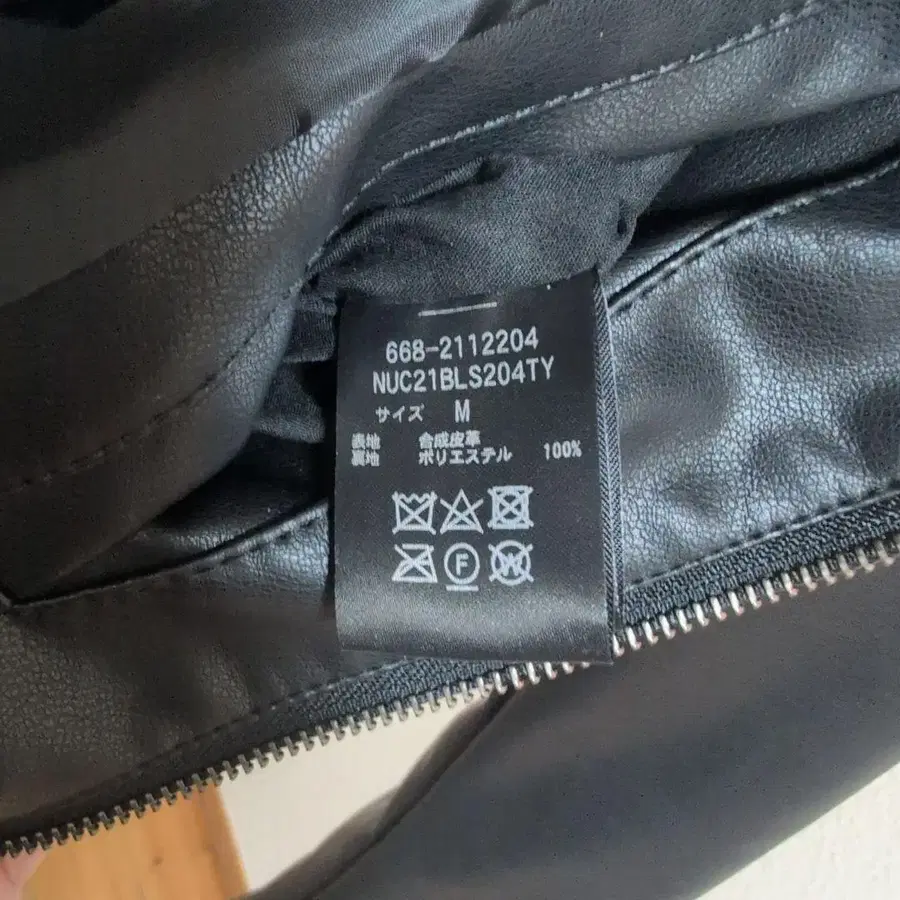 668-2112204
NUC21BLS204TY
サイズ M
表地 合成皮革
裏地 ポリエステル 100%
F
W